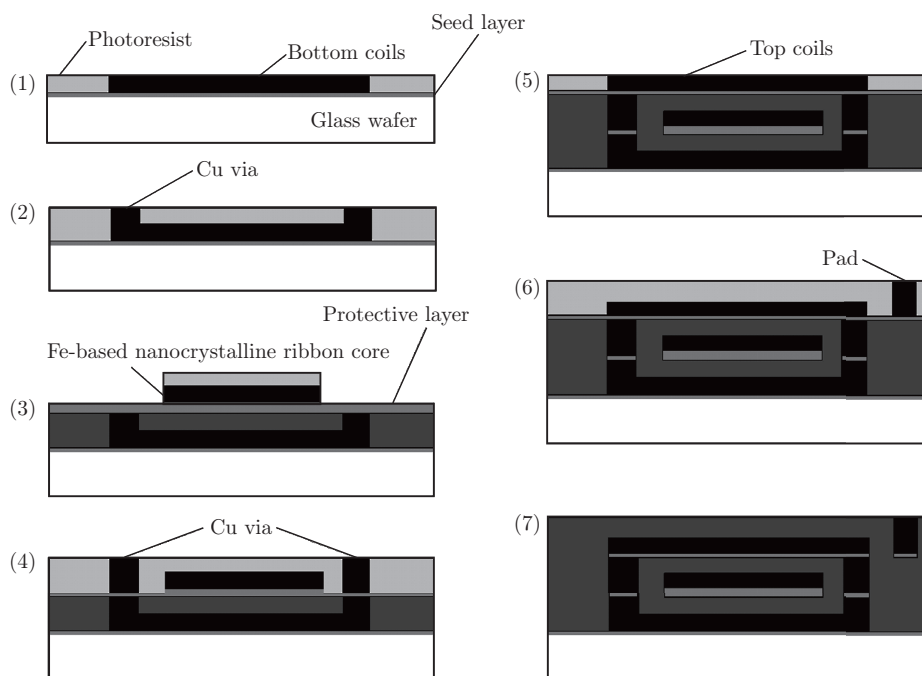 Seed layer
Photoresist
Bottom coils
(1)
Glass wafer
Cu via
(2)
Protective layer
Fe-based nanocrystalline ribbon core
(3)
Cu via
(4)
Top coils
(5)
Pad
(6)
(7)